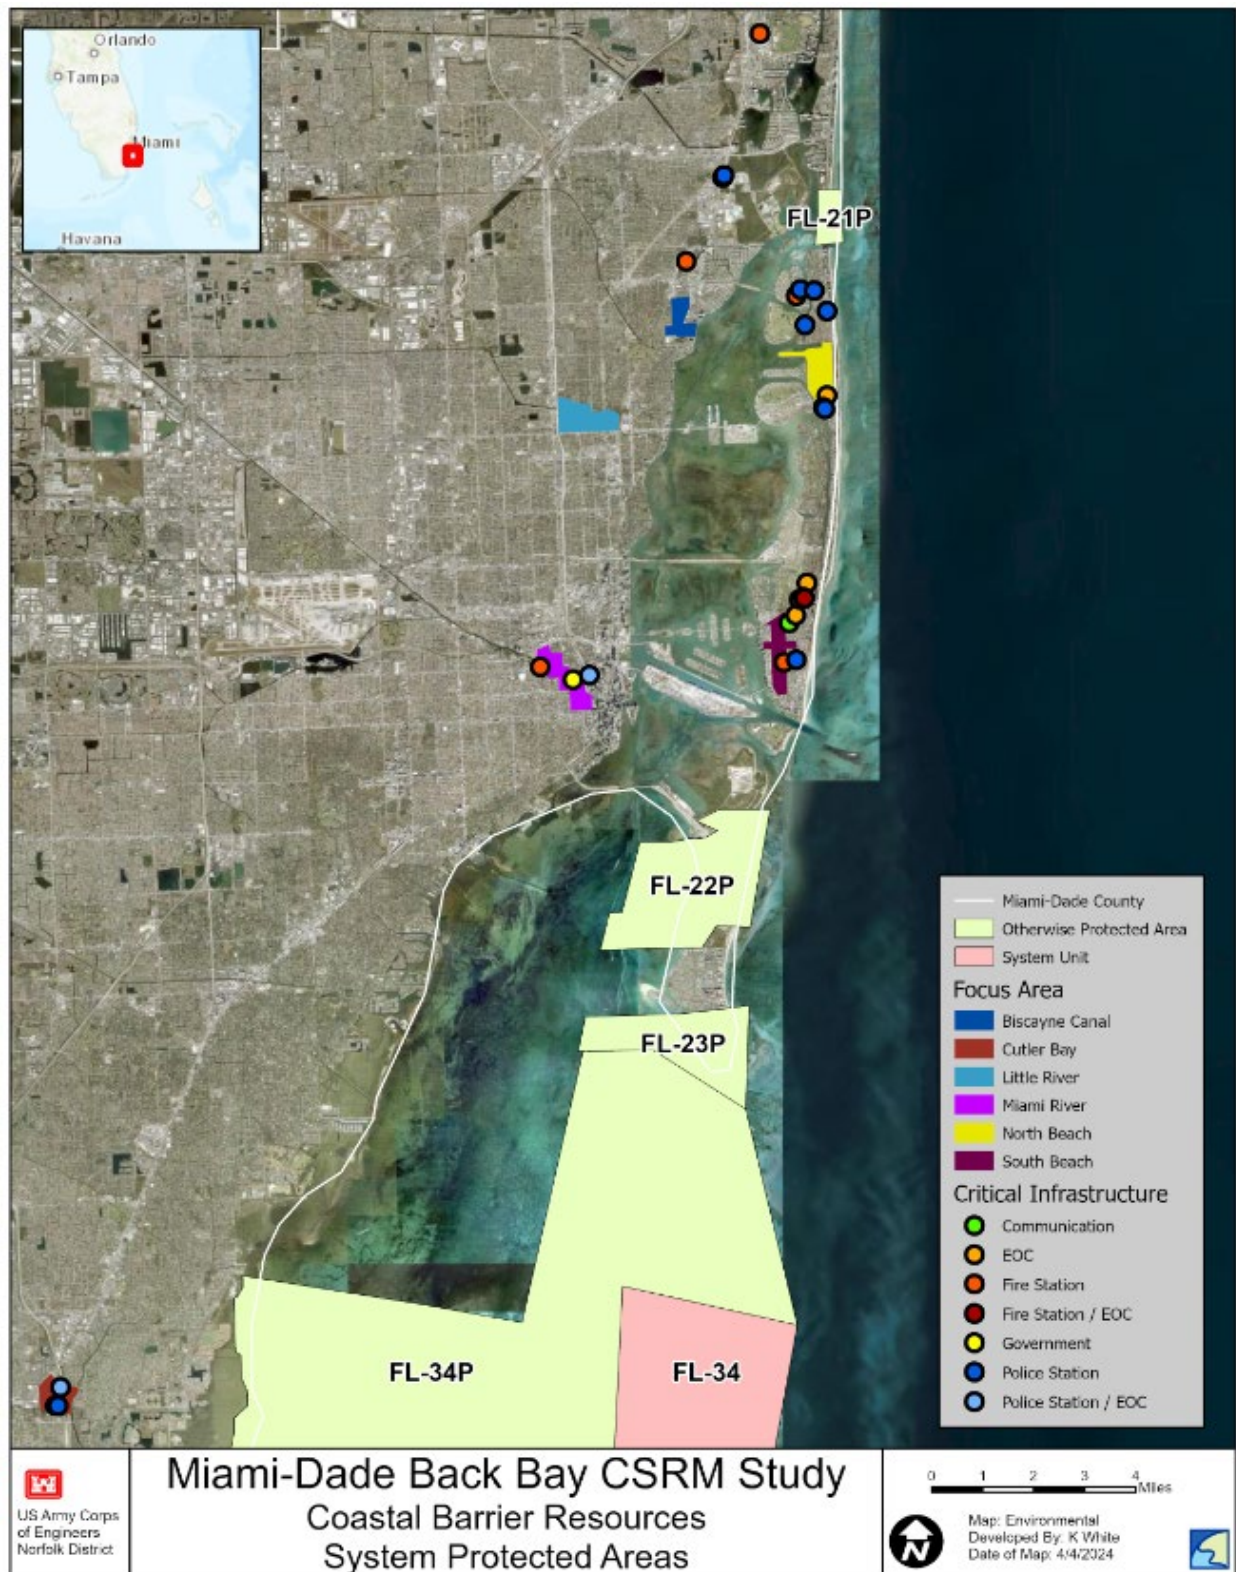 Orlando
Tampa
Miami
Havana
FL-21P
FL-22P
FL-23P
FL-34P
FL-34
Miami-Dade County
Otherwise Protected Area
System Unit
Focus Area
Biscayne Canal
Cutler Bay
Little River
Miami River
North Beach
South Beach
Critical Infrastructure
Communication
EOC
Fire Station
Fire Station / EOC
Government
Police Station
Police Station / EOC
US Army Corps
of Engineers
Norfolk District
Miami-Dade Back Bay CSRM Study
Coastal Barrier Resources
System Protected Areas
0 1 2 3 4
Miles
N
Map: Environmental
Developed By: K White
Date of Map: 4/4/2024